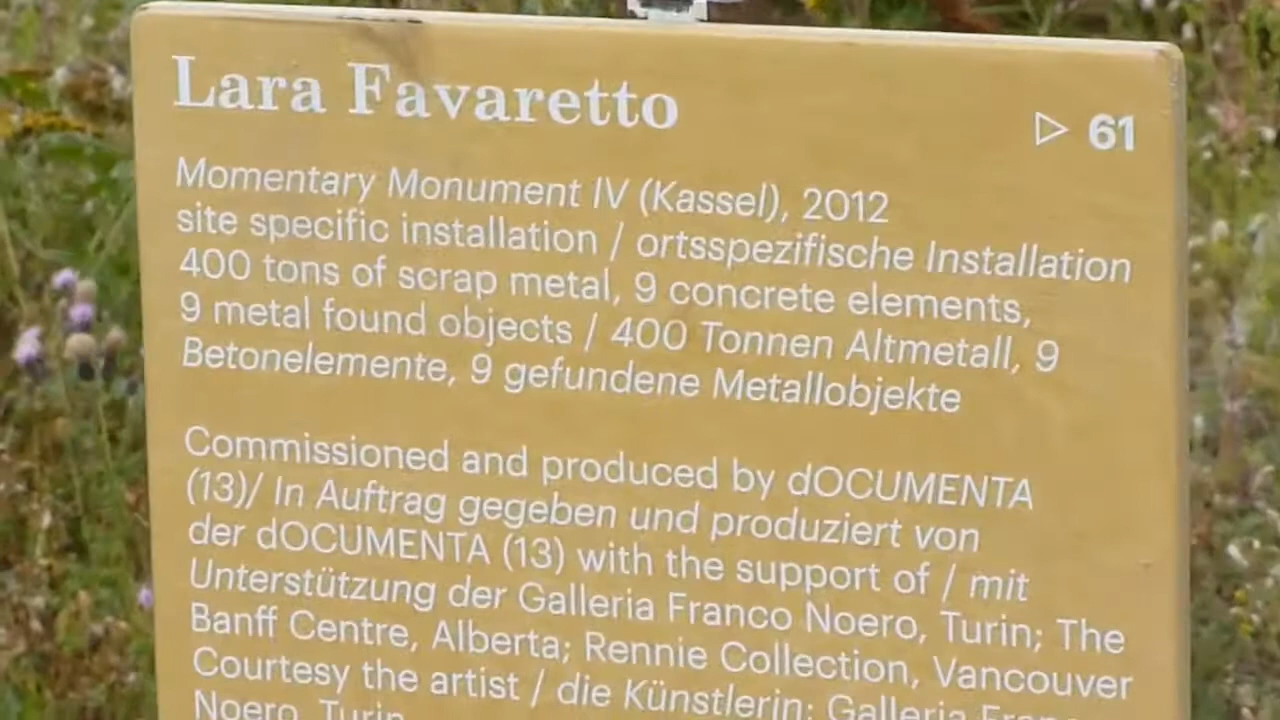 Lara Favaretto
▷ 61
Momentary Monument IV (Kassel), 2012
site specific installation / ortsspezifische Installation
400 tons of scrap metal, 9 concrete elements,
9 metal found objects / 400 Tonnen Altmetall, 9
Betonelemente, 9 gefundene Metallobjekte
Commissioned and produced by dOCUMENTA
(13)/ In Auftrag gegeben und produziert von
der dOCUMENTA (13) with the support of / mit
Unterstützung der Galleria Franco Noero, Turin; The
Banff Centre, Alberta; Rennie Collection, Vancouver
Courtesy the artist / die Künstlerin; Galleria
Noero, Turin